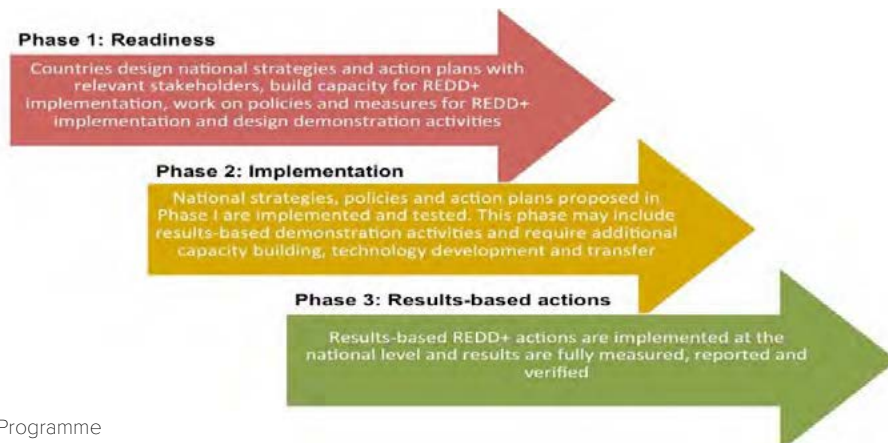 Phase 1: Readiness
Countries design national strategies and action plans with
relevant stakeholders, build capacity for REDD+
implementation, work on policies and measures for REDD+
implementation and design demonstration activities
Phase 2: Implementation
National strategies, policies and action plans proposed in
Phase I are implemented and tested. This phase may include
results-based demonstration activities and require additional
capacity building, technology development and transfer
Phase 3: Results-based actions
Results-based REDD+ actions are implemented at the
national level and results are fully measured, reported and
verified
Programme